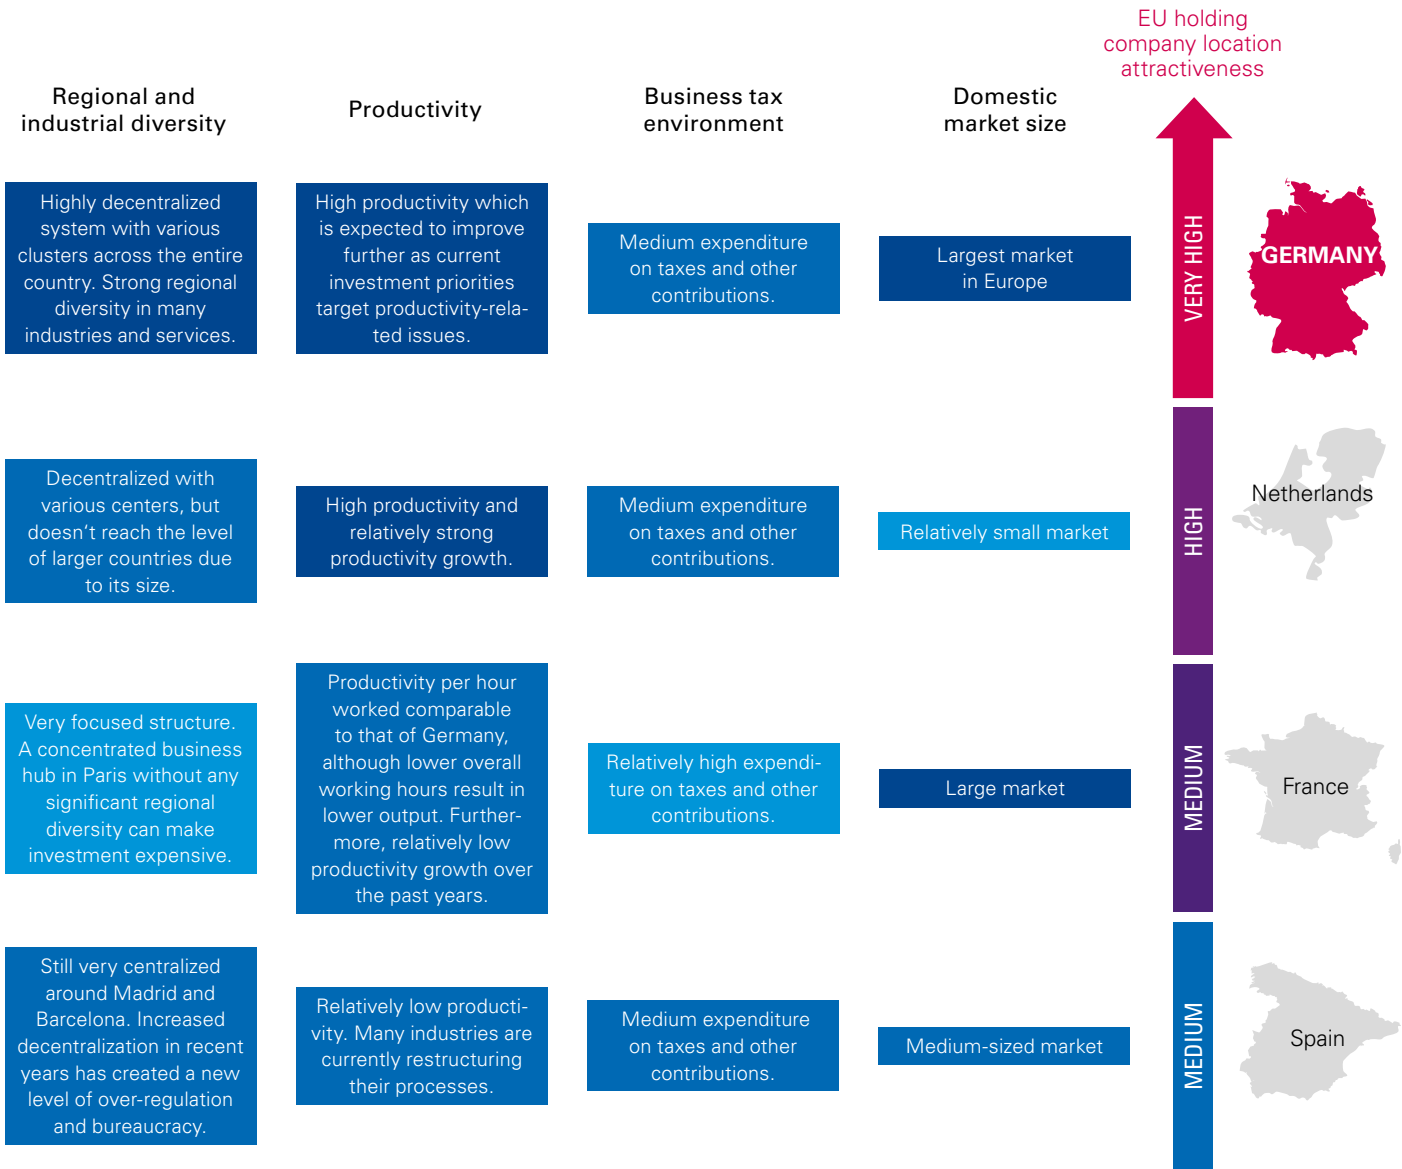 EU holding
company location
attractiveness
Regional and
industrial diversity
Productivity
Business tax
environment
Domestic
market size
Highly decentralized
system with various
clusters across the entire
country. Strong regional
diversity in many
industries and services.
High productivity which
is expected to improve
further as current
investment priorities
target productivity-rela-
ted issues.
Medium expenditure
on taxes and other
contributions.
Largest market
in Europe
VERY HIGH
GERMANY
Decentralized with
various centers, but
doesn't reach the level
of larger countries due
to its size.
High productivity and
relatively strong
productivity growth.
Medium expenditure
on taxes and other
contributions.
Relatively small market
HIGH
Netherlands
Very focused structure.
A concentrated business
hub in Paris without any
significant regional
diversity can make
investment expensive.
Productivity per hour
worked comparable
to that of Germany,
although lower overall
working hours result in
lower output. Further-
more, relatively low
productivity growth over
the past years.
Relatively high expendi-
ture on taxes and other
contributions.
Large market
MEDIUM
France
Still very centralized
around Madrid and
Barcelona. Increased
decentralization in recent
years has created a new
level of over-regulation
and bureaucracy.
Relatively low producti-
vity. Many industries are
currently restructuring
their processes.
Medium expenditure
on taxes and other
contributions.
Medium-sized market
MEDIUM
Spain